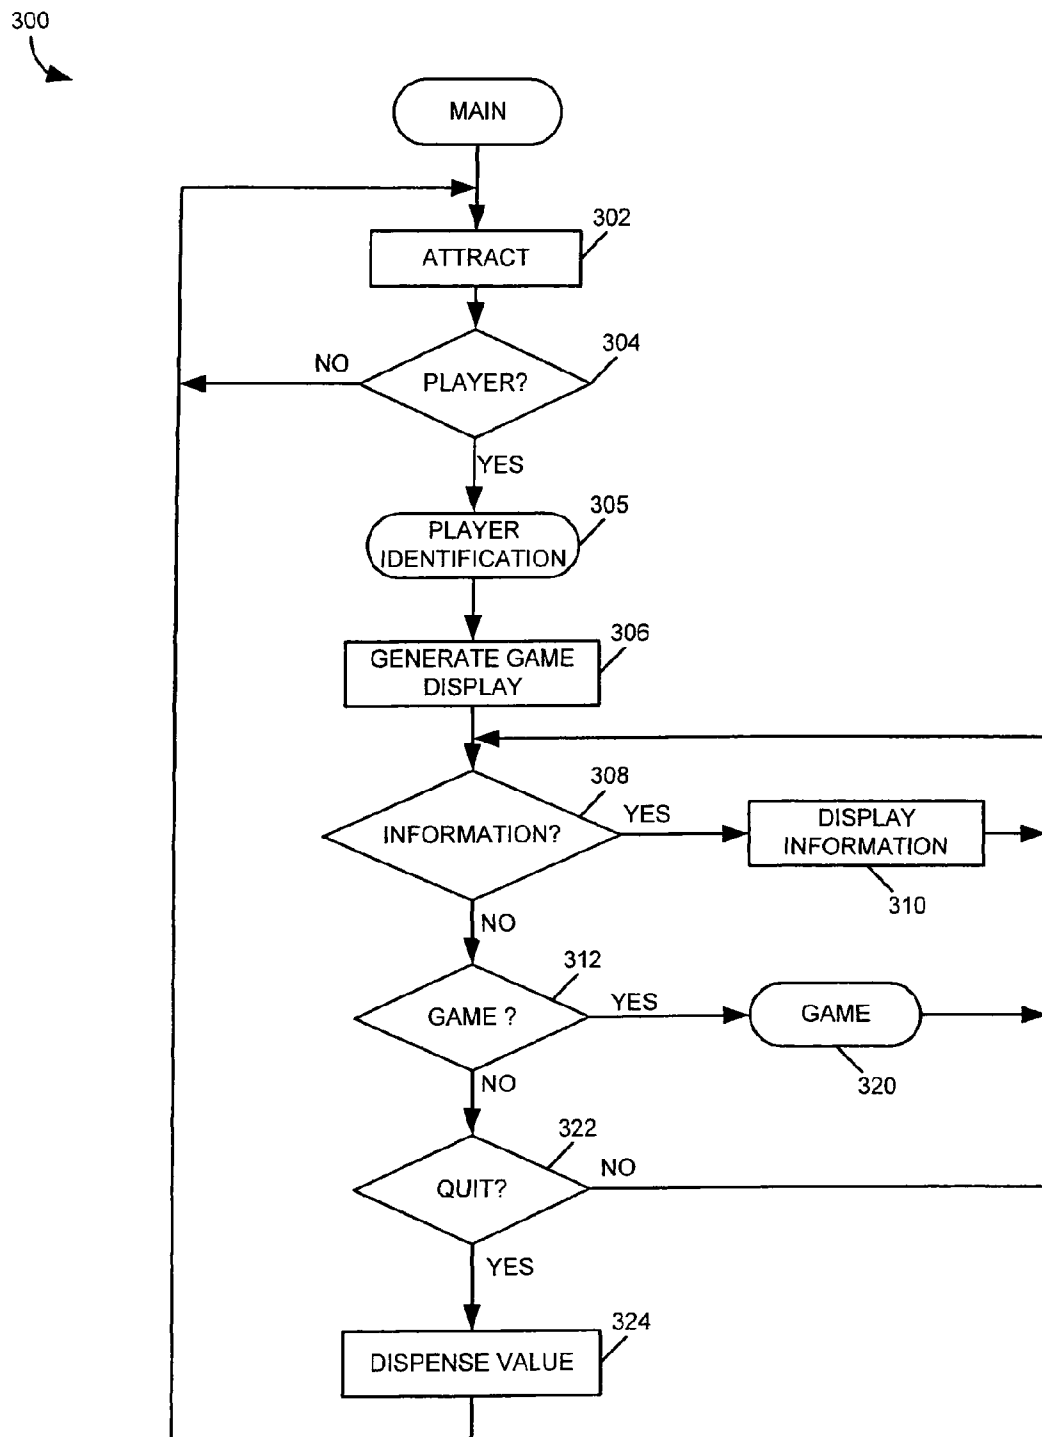 300
MAIN
302
ATTRACT
304
NO
PLAYER?
YES
305
PLAYER
IDENTIFICATION
306
GENERATE GAME
DISPLAY
308
YES
INFORMATION?
DISPLAY
INFORMATION
310
NO
312
YES
GAME ?
GAME
320
NO
322
NO
QUIT?
YES
324
DISPENSE VALUE